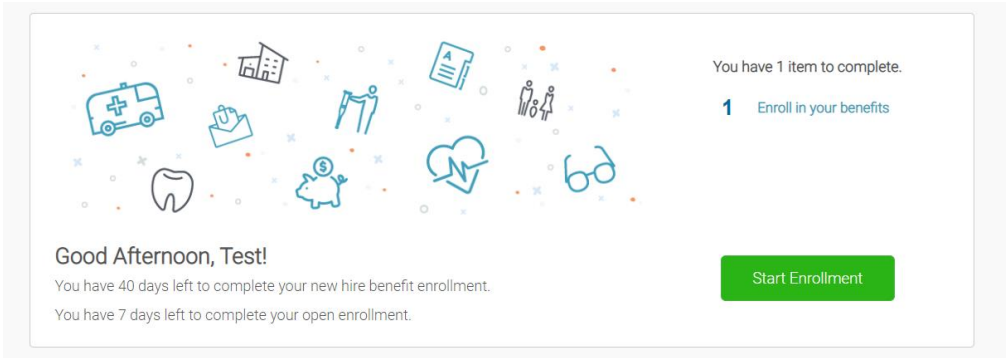 You have 1 item to complete.
1 Enroll in your benefits
Good Afternoon, Test!
You have 40 days left to complete your new hire benefit enrollment.
You have 7 days left to complete your open enrollment.
Start Enrollment
A
$